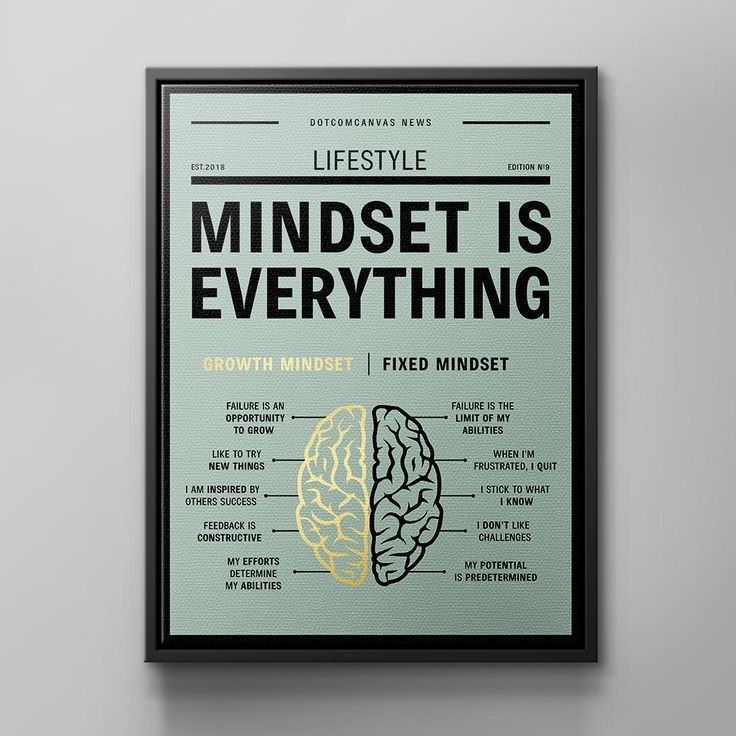 DOTCOMCANVAS NEWS
EST.2018
LIFESTYLE
EDITION Nº9
MINDSET IS
EVERYTHING
GROWTH MINDSET | FIXED MINDSET
FAILURE IS AN
OPPORTUNITY
TO GROW
LIKE TO TRY
NEW THINGS
I AM INSPIRED BY
OTHERS SUCCESS
FEEDBACK IS
CONSTRUCTIVE
MY EFFORTS
DETERMINE
MY ABILITIES
FAILURE IS THE
LIMIT OF MY
ABILITIES
WHEN I'M
FRUSTRATED, I QUIT
I STICK TO WHAT
I KNOW
I DON'T LIKE
CHALLENGES
MY POTENTIAL
IS PREDETERMINED